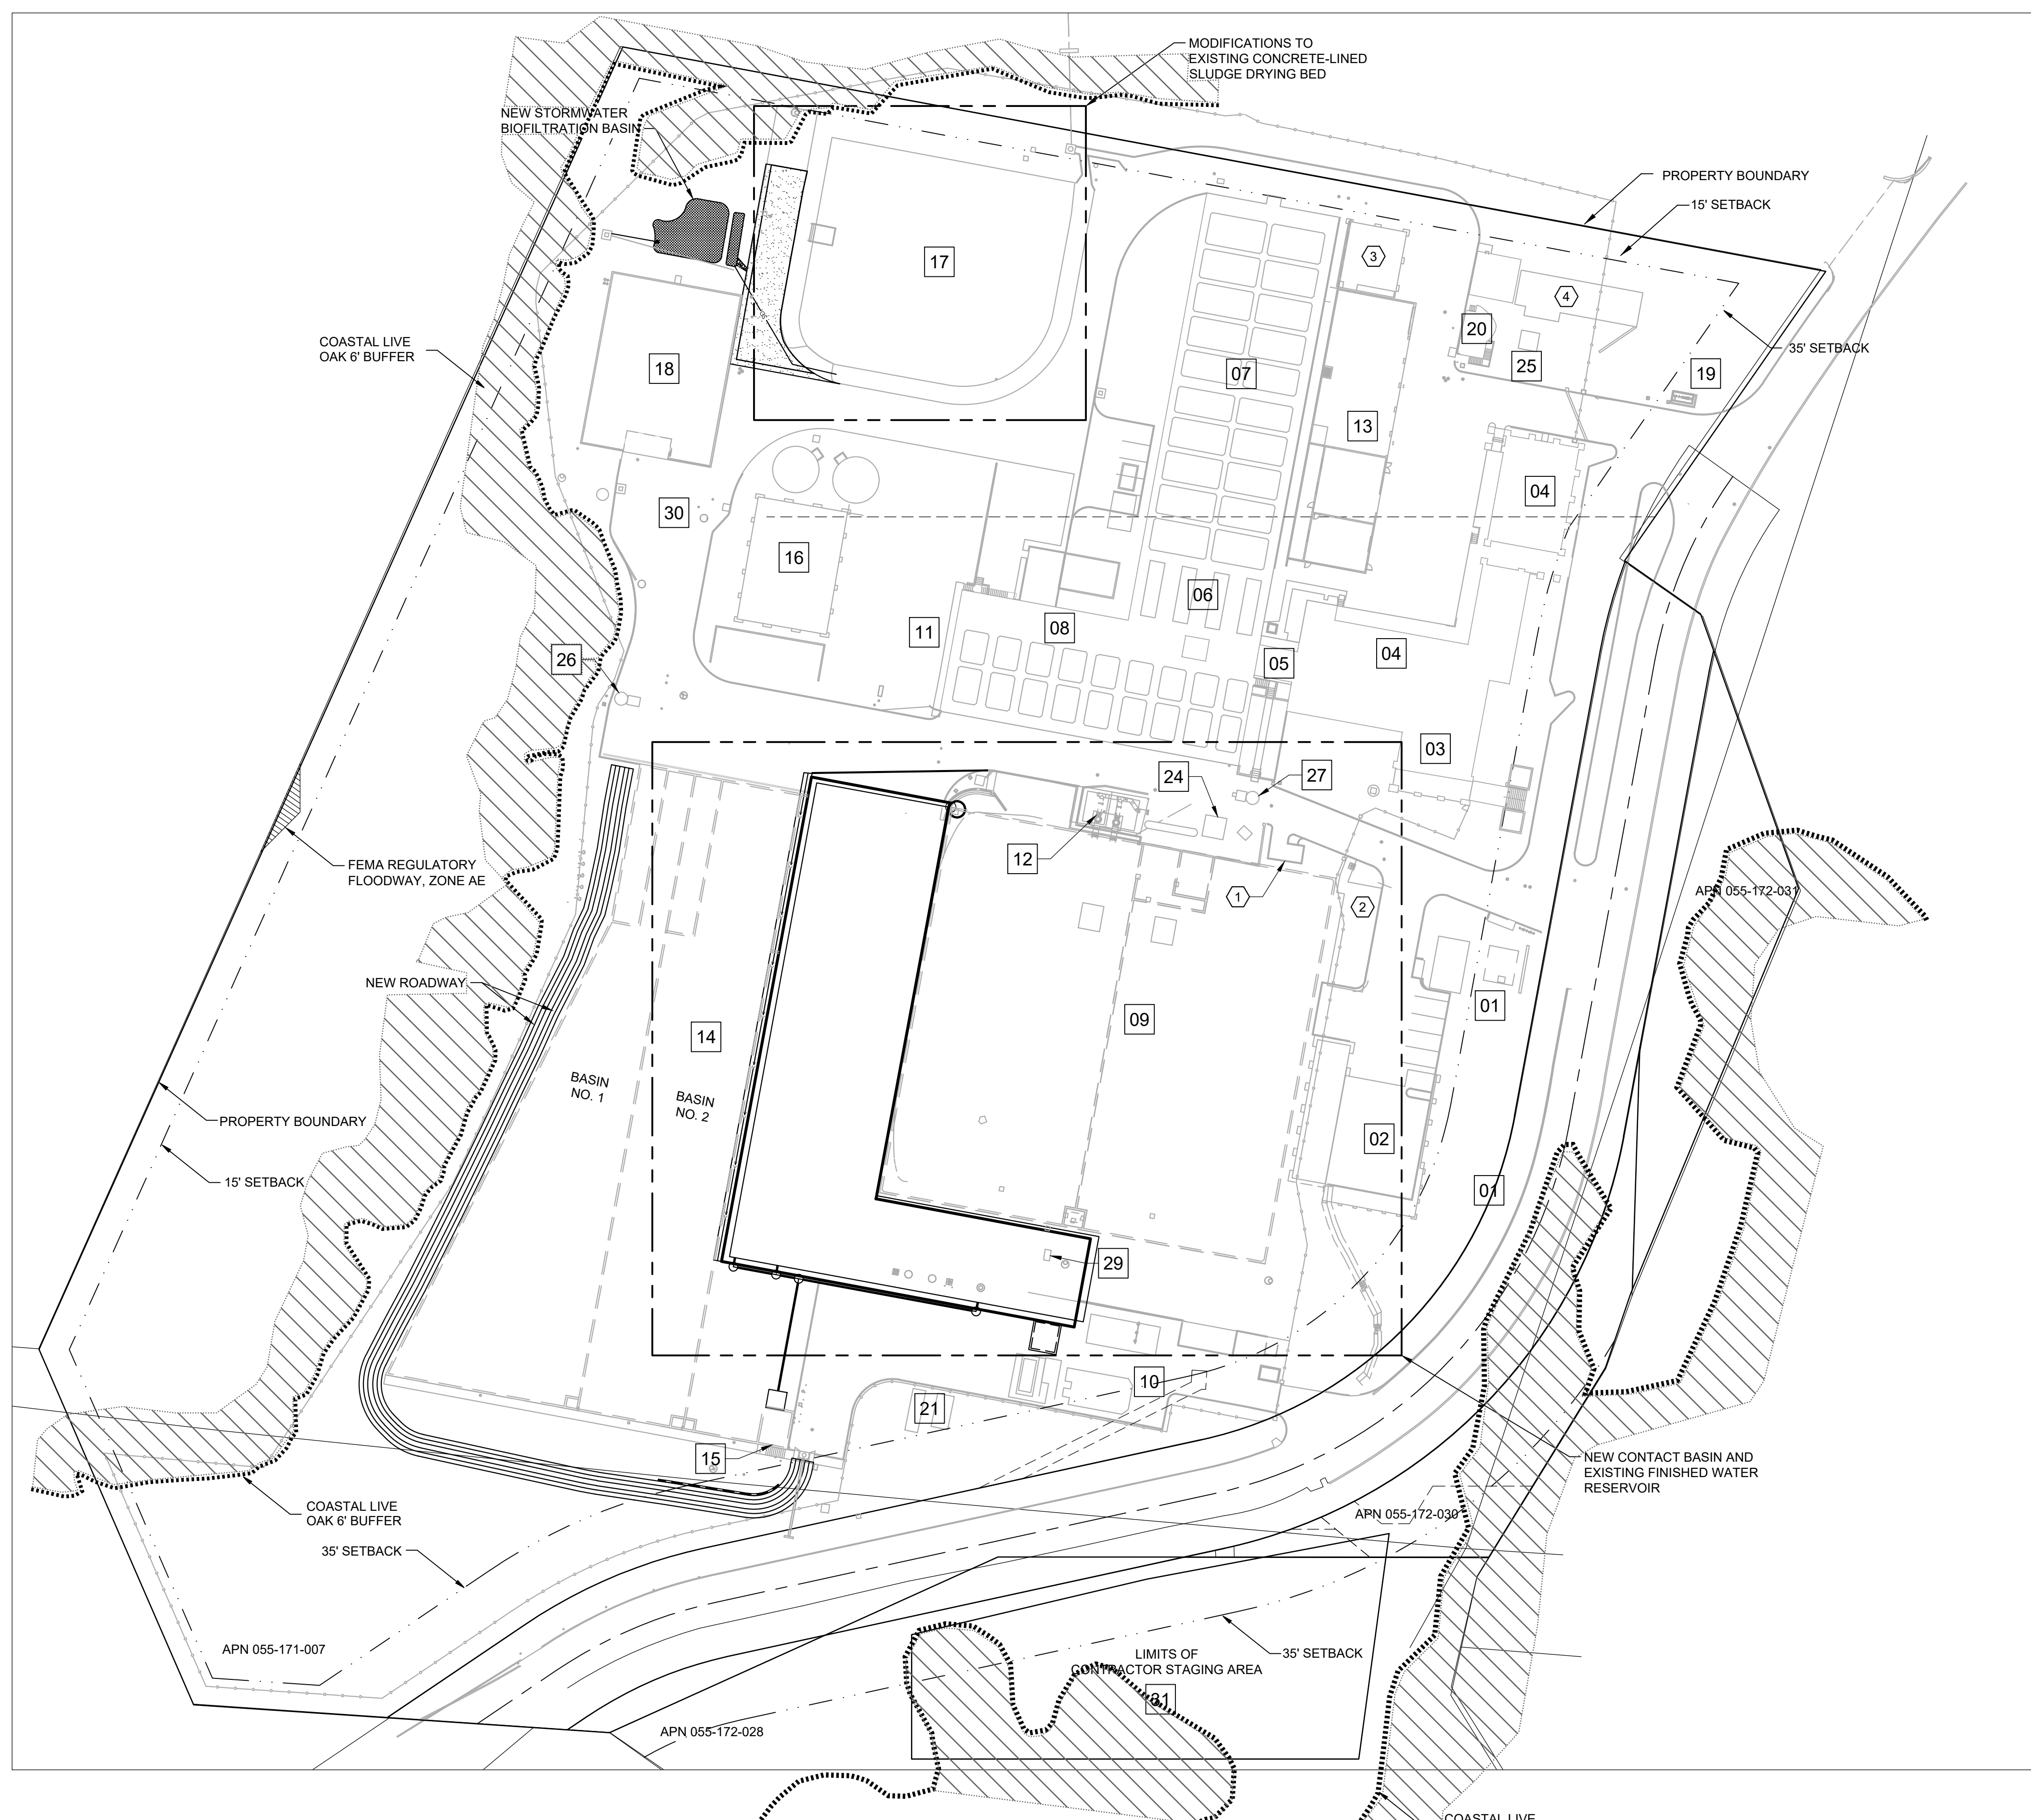 MODIFICATIONS TO
EXISTING CONCRETE-LINED
SLUDGE DRYING BED
NEW STORMWATER
BIOFILTRATION BASIN
PROPERTY BOUNDARY
15' SETBACK
17
3
4
20
25
35' SETBACK
19
COASTAL LIVE
OAK 6' BUFFER
18
07
13
04
30
16
06
11
08
05
04
26
03
24
27
12
1
2
FEMA REGULATORY
FLOODWAY, ZONE AE
APN 055-172-031
NEW ROADWAY
14
09
01
BASIN
NO. 1
BASIN
NO. 2
PROPERTY BOUNDARY
02
15' SETBACK
01
29
10
21
15
NEW CONTACT BASIN AND
EXISTING FINISHED WATER
RESERVOIR
COASTAL LIVE
OAK 6' BUFFER
APN 055-172-030
35' SETBACK
APN 055-171-007
LIMITS OF
CONTRACTOR STAGING AREA
35' SETBACK
31
APN 055-172-028
COASTAL LIVE